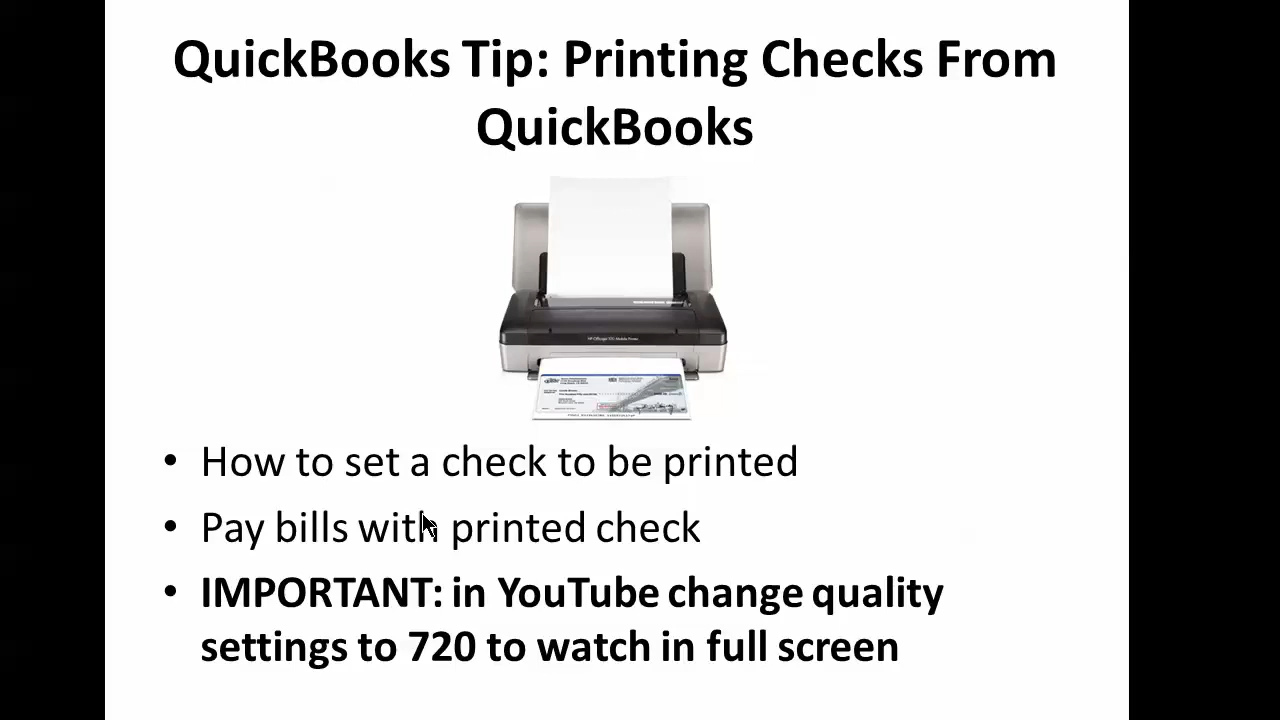 QuickBooks Tip: Printing Checks From
QuickBooks
• How to set a check to be printed
• Pay bills with printed check
• IMPORTANT: in YouTube change quality
settings to 720 to watch in full screen